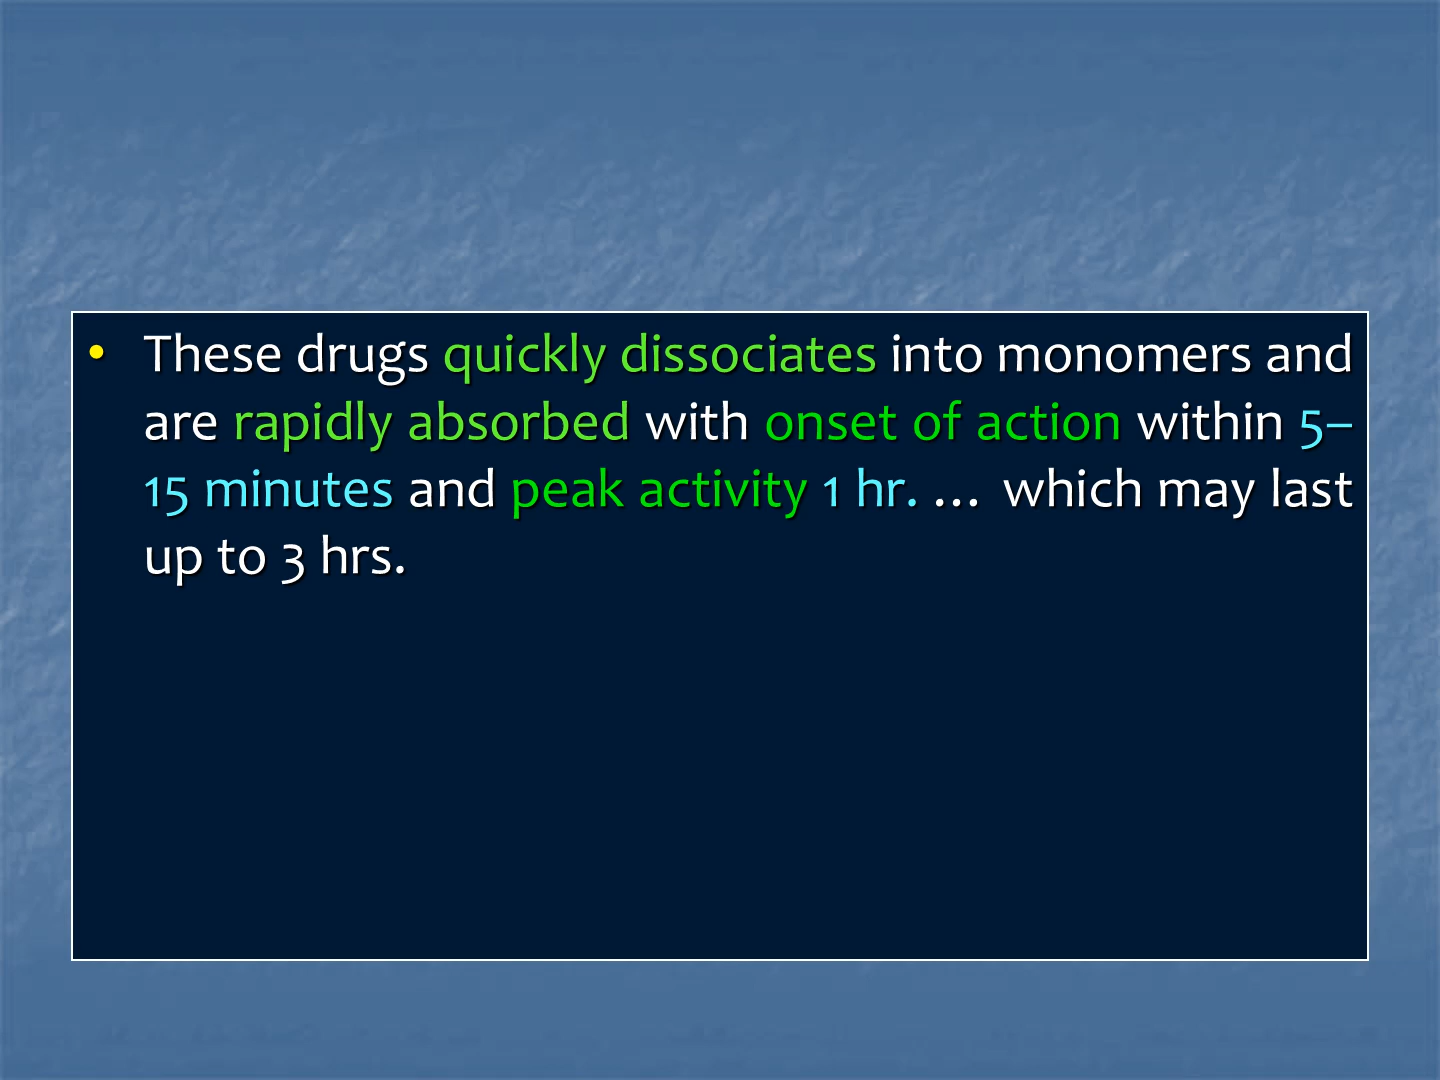 • These drugs quickly dissociates into monomers and
are rapidly absorbed with onset of action within 5–
15 minutes and peak activity 1 hr. … which may last
up to 3 hrs.